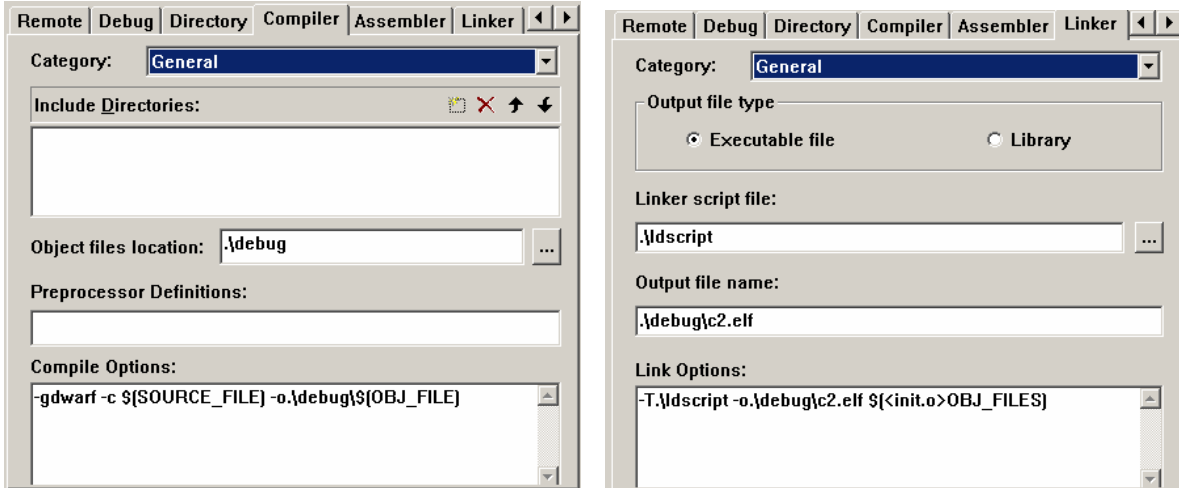 Remote Debug Directory Compiler Assembler Linker
Category: General
Include Directories:
Object files location: .\debug
...
Preprocessor Definitions:
Compile Options:
-gdwarf -c $(SOURCE_FILE) -o.\debug\$(OBJ_FILE)
Remote Debug Directory Compiler Assembler Linker
Category: General
Output file type
Executable file Library
Linker script file:
.\ldscript
...
Output file name:
.\debug\c2.elf
Link Options:
-T.\ldscript -o.\debug\c2.elf $(<init.o>OBJ_FILES)